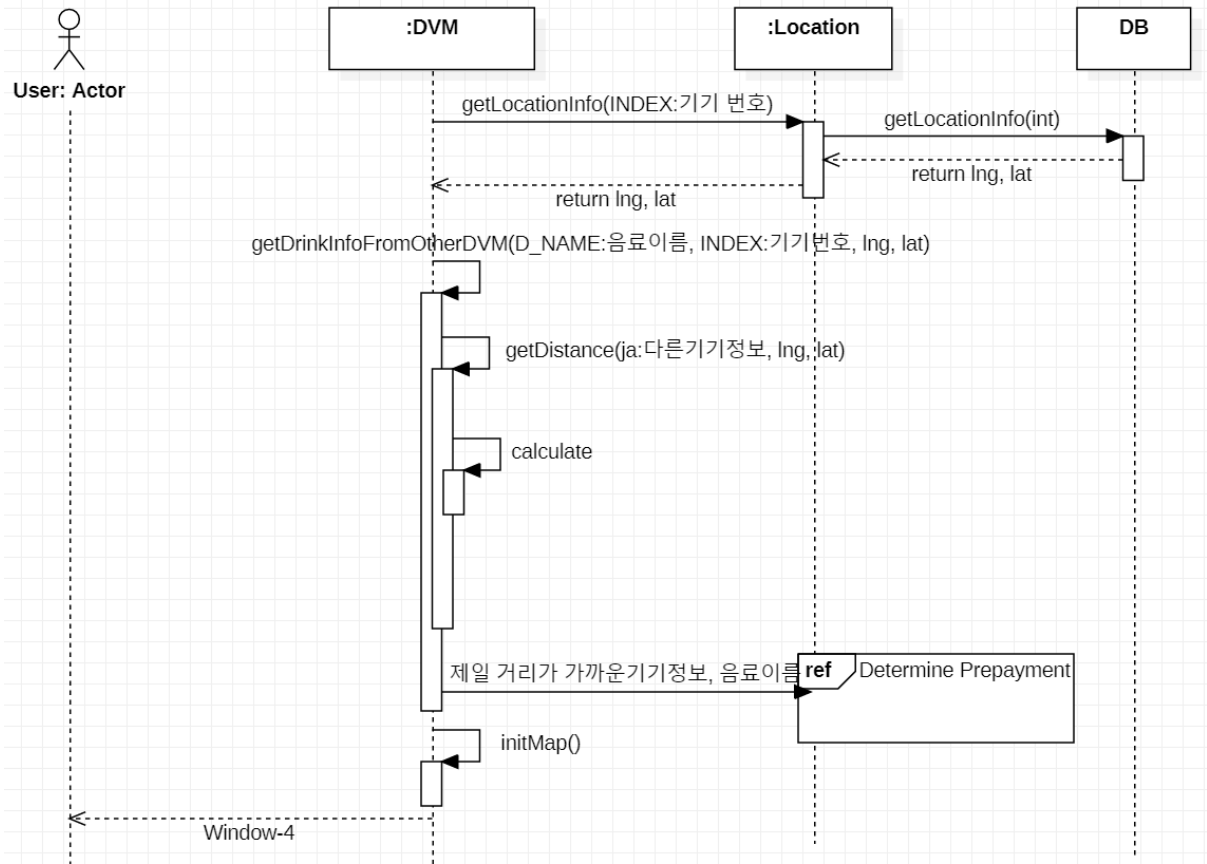 :DVM
:Location
DB
User: Actor
getLocationInfo(INDEX:기기 번호)
getLocationInfo(int)
return lng, lat
return lng, lat
getDrinkInfoFromOtherDVM(D_NAME:음료이름, INDEX:기기번호, lng, lat)
getDistance(ja:다른기기정보, lng, lat)
calculate
제일 거리가 가까운기기정보, 음료이름
ref
Determine Prepayment
initMap()
Window-4